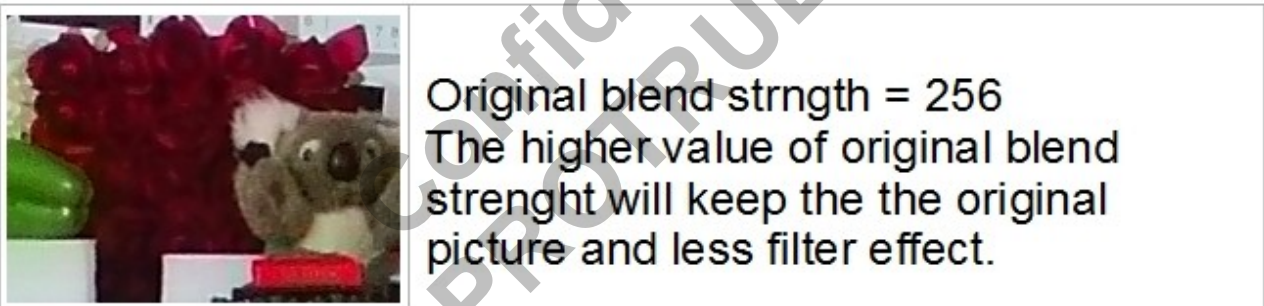 Original blend strngth = 256
The higher value of original blend
strenght will keep the the original
picture and less filter effect.